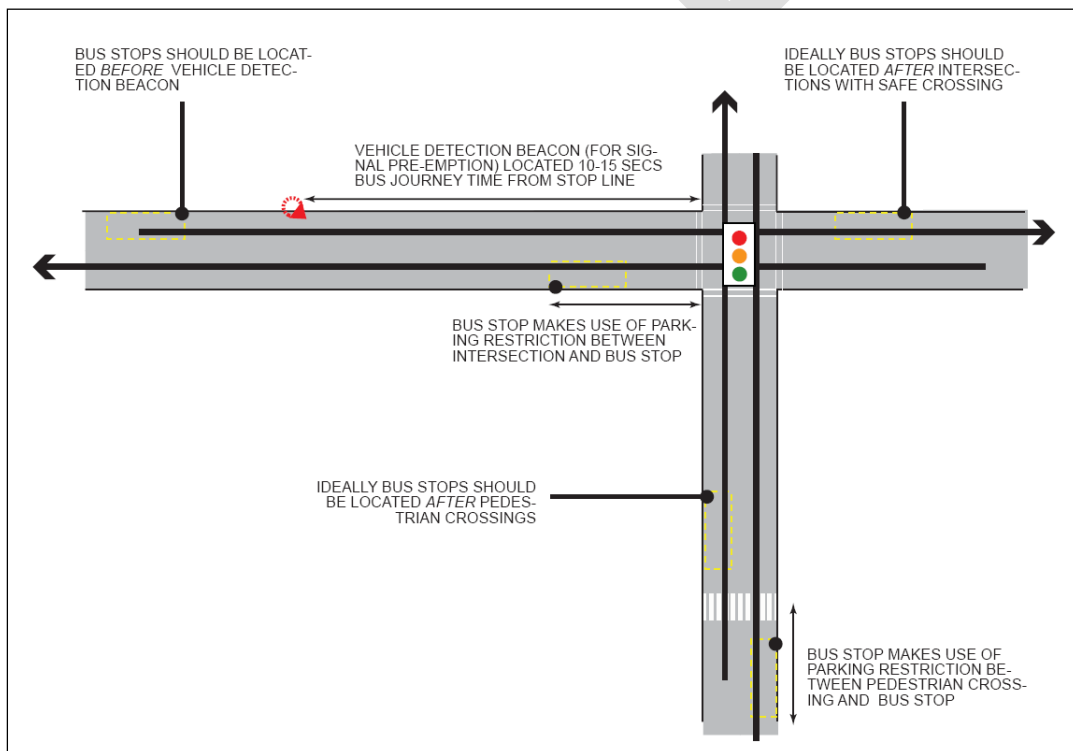 BUS STOPS SHOULD BE LOCAT-
ED BEFORE VEHICLE DETEC-
TION BEACON
IDEALLY BUS STOPS SHOULD
BE LOCATED AFTER INTERSEC-
TIONS WITH SAFE CROSSING
VEHICLE DETECTION BEACON (FOR SIG-
NAL PRE-EMPTION) LOCATED 10-15 SECS
BUS JOURNEY TIME FROM STOP LINE
BUS STOP MAKES USE OF PARK-
ING RESTRICTION BETWEEN
INTERSECTION AND BUS STOP
IDEALLY BUS STOPS SHOULD
BE LOCATED AFTER PEDES-
TRIAN CROSSINGS
BUS STOP MAKES USE OF
PARKING RESTRICTION BE-
TWEEN PEDESTRIAN CROSS-
ING AND BUS STOP